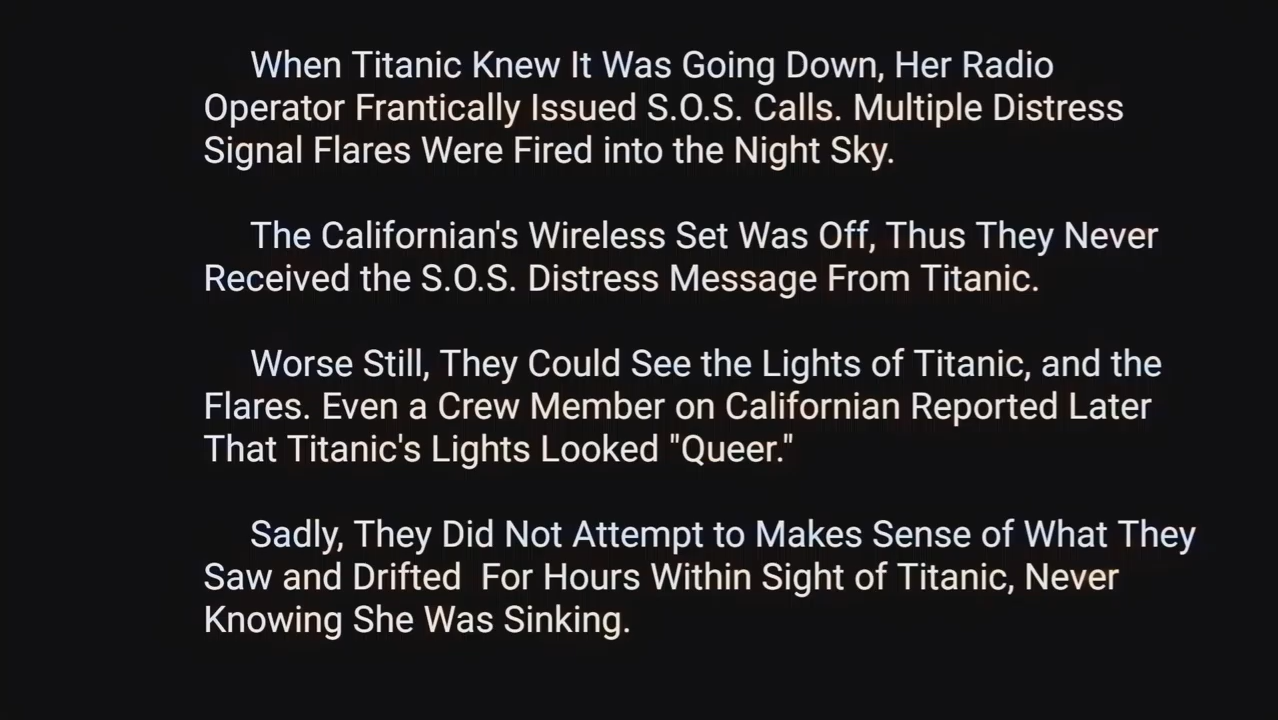 When Titanic Knew It Was Going Down, Her Radio
Operator Frantically Issued S.O.S. Calls. Multiple Distress
Signal Flares Were Fired into the Night Sky.
The Californian's Wireless Set Was Off, Thus They Never
Received the S.O.S. Distress Message From Titanic.
Worse Still, They Could See the Lights of Titanic, and the
Flares. Even a Crew Member on Californian Reported Later
That Titanic's Lights Looked "Queer."
Sadly, They Did Not Attempt to Makes Sense of What They
Saw and Drifted  For Hours Within Sight of Titanic, Never
Knowing She Was Sinking.